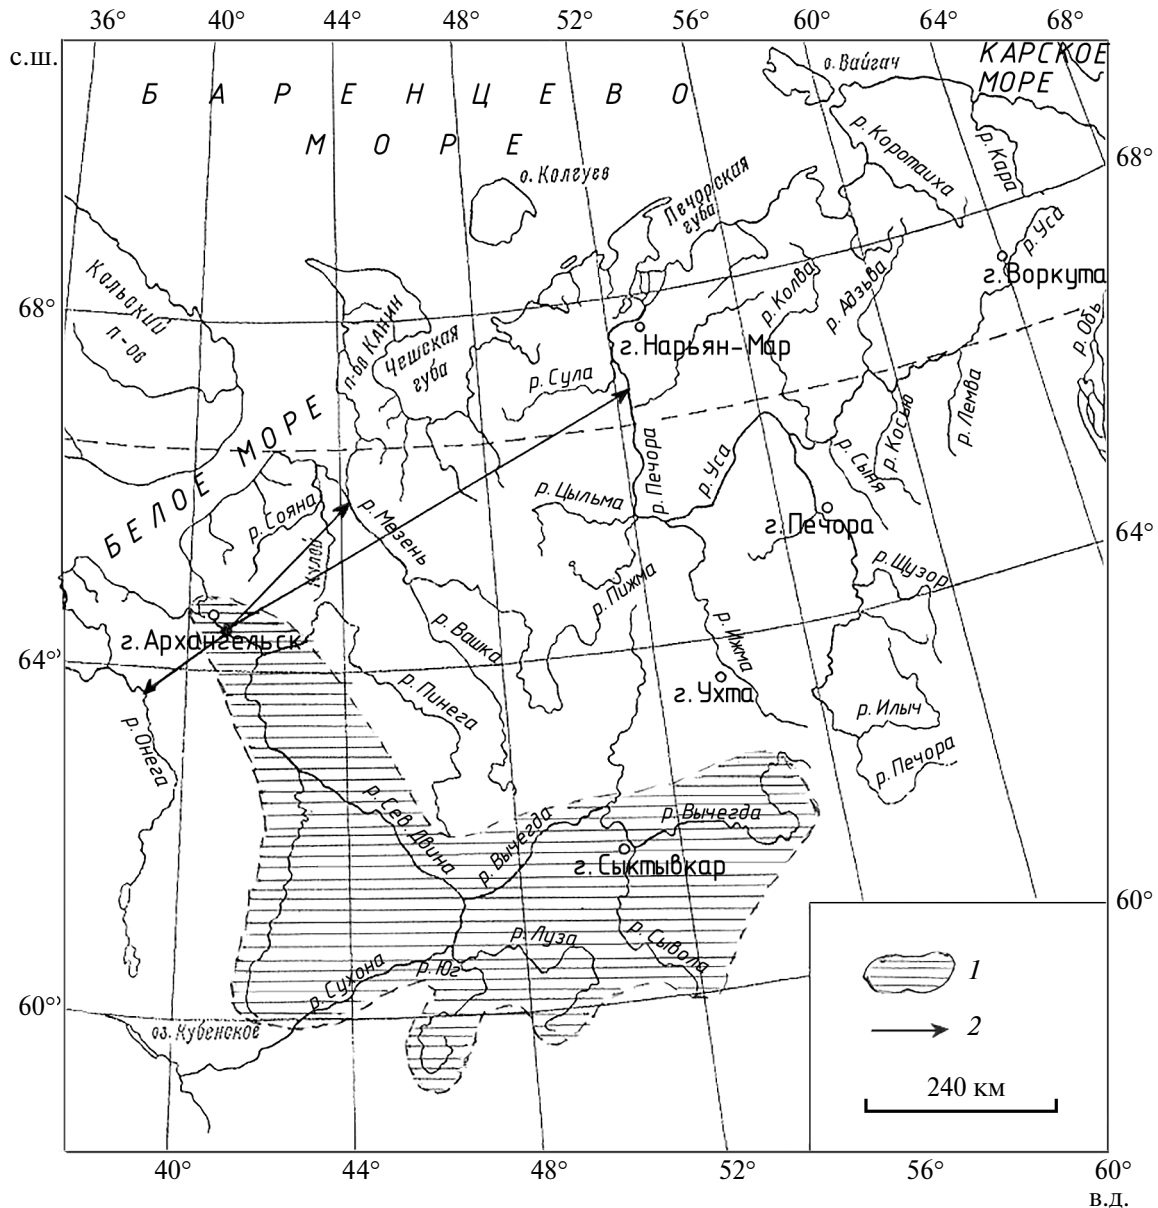 36° 40° 44° 48° 52° 56° 60° 64° 68°
с.ш.
КАРСКОЕ
МОРЕ
о. Вайгач
БАРЕНЦЕВО
МОРЕ
р. Коротаиха
р. Кара
68°
о. Колгуев
Печорская
губа
р. Уса
г. Воркута
Кальский
п-ов
68°
п-ов КАНИН
Чешская
губа
р. Колва
р. Адзьва
р. Обь
г. Нарьян-Мар
р. Сула
БЕЛОЕ МОРЕ
р. Косью
р. Лемва
р. Печора
р. Уса
р. Сыня
р. Цыльма
р. Сояна
р. Мезень
г. Печора
64°
Кулой
р. Пижма
р. Щугор
г. Архангельск
р. Вашка
р. Ижма
64°
р. Пинега
г. Ухта
р. Илыч
р. Онега
р. Печора
р. Сев. Двина
р. Вычегда
р. Вычегда
г. Сыктывкар
60°
р. Луза
р. Сывола
р. Юг
р. Сухона
1
60°
оз. Кубенское
2
240 км
40° 44° 48° 52° 56° 60°
в.д.